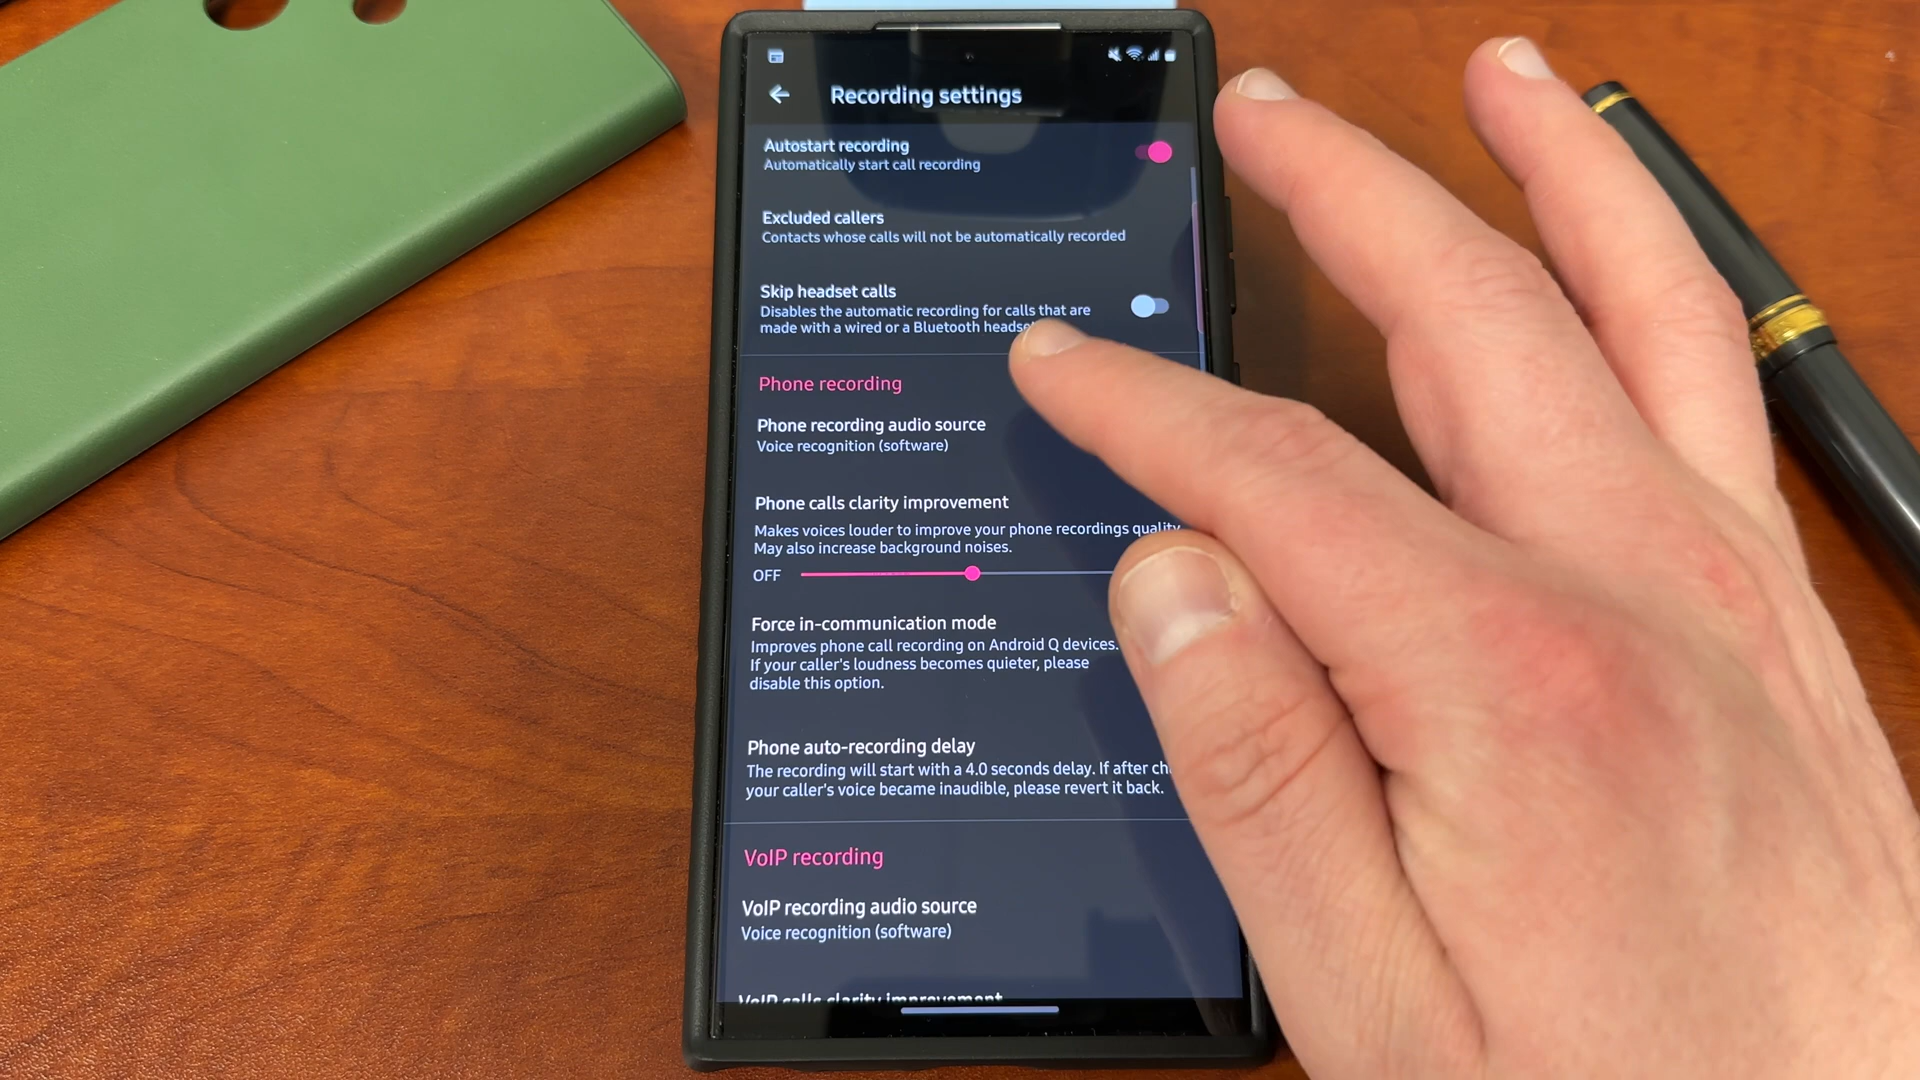 Recording settings
Autostart recording
Automatically start call recording
Excluded callers
Contacts whose calls will not be automatically recorded
Skip headset calls
Disables the automatic recording for calls that are
made with a wired or a Bluetooth headset
Phone recording
Phone recording audio source
Voice recognition (software)
Phone calls clarity improvement
Makes voices louder to improve your phone recordings quality
May also increase background noises.
OFF
Force in-communication mode
Improves phone call recording on Android Q devices.
If your caller's loudness becomes quieter, please
disable this option.
Phone auto-recording delay
The recording will start with a 4.0 seconds delay. If after
your caller's voice became inaudible, please revert it back.
VoIP recording
VoIP recording audio source
Voice recognition (software)
VoIP calls clarity improvement